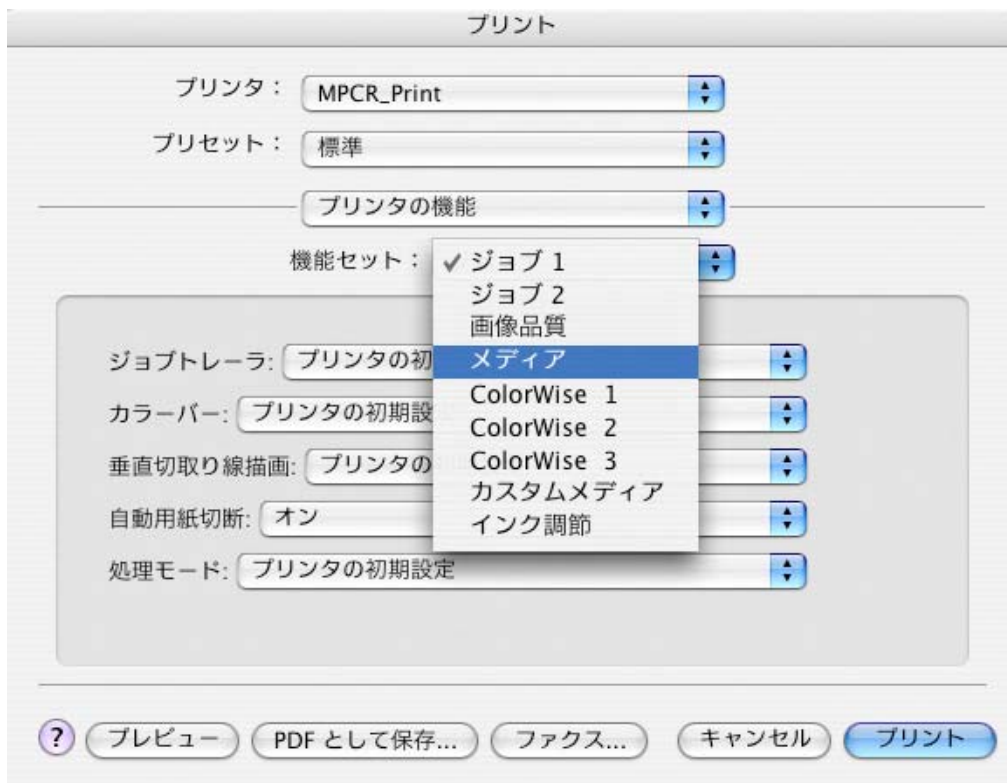 プリント
プリンタ： MPCR_Print
プリセット： 標準
プリンタの機能
機能セット： ✓ ジョブ 1
ジョブ 2
画像品質
メディア
ColorWise 1
ColorWise 2
ColorWise 3
カスタムメディア
インク調節
ジョブトレーラ: プリンタの初
カラーバー: プリンタの初期設
垂直切取り線描画: プリンタの
自動用紙切断: オン
処理モード: プリンタの初期設定
? プレビュー PDF として保存... ファクス... キャンセル プリント